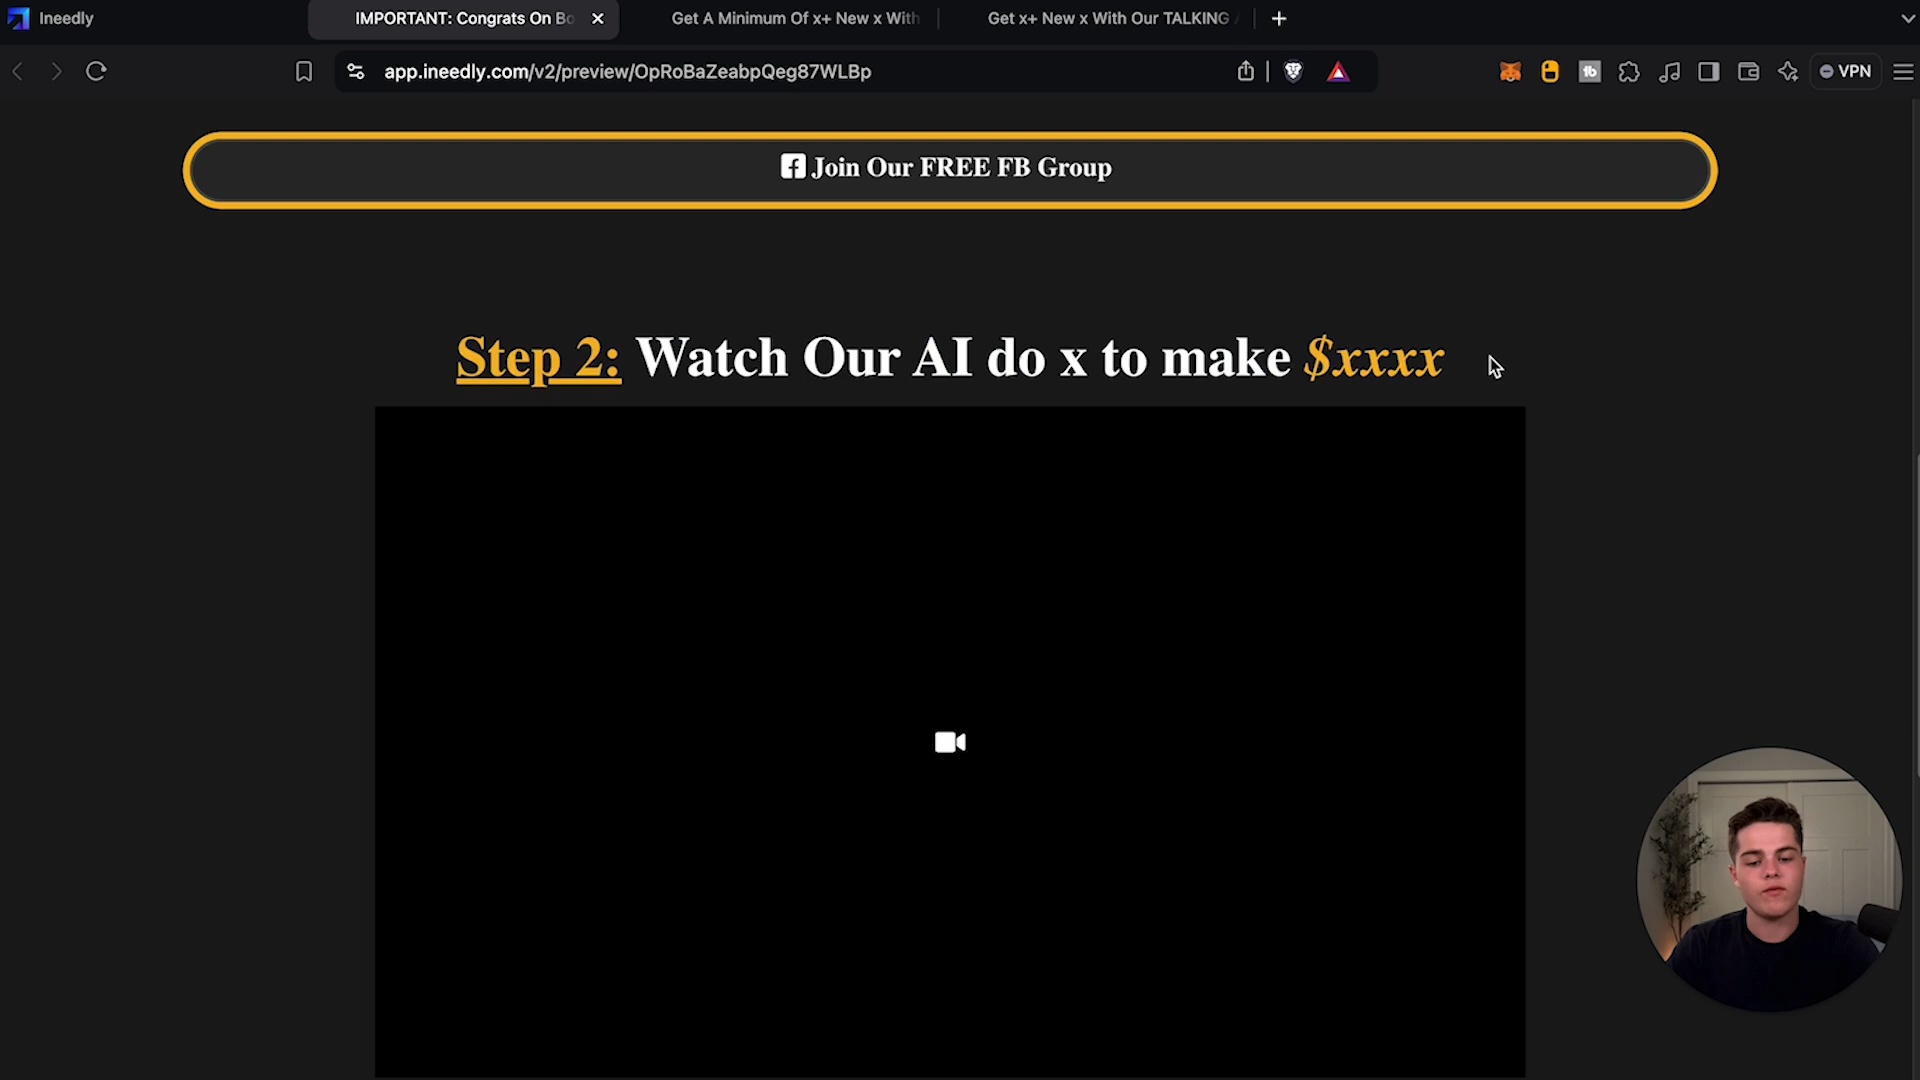 Ineedly
IMPORTANT: Congrats On Bo
Get A Minimum Of x+ New x With
Get x+ New x With Our TALKING
app.ineedly.com/v2/preview/OpRoBaZeabpQeg87WLBp
tb
VPN
Join Our FREE FB Group
Step 2: Watch Our AI do x to make $xxxx